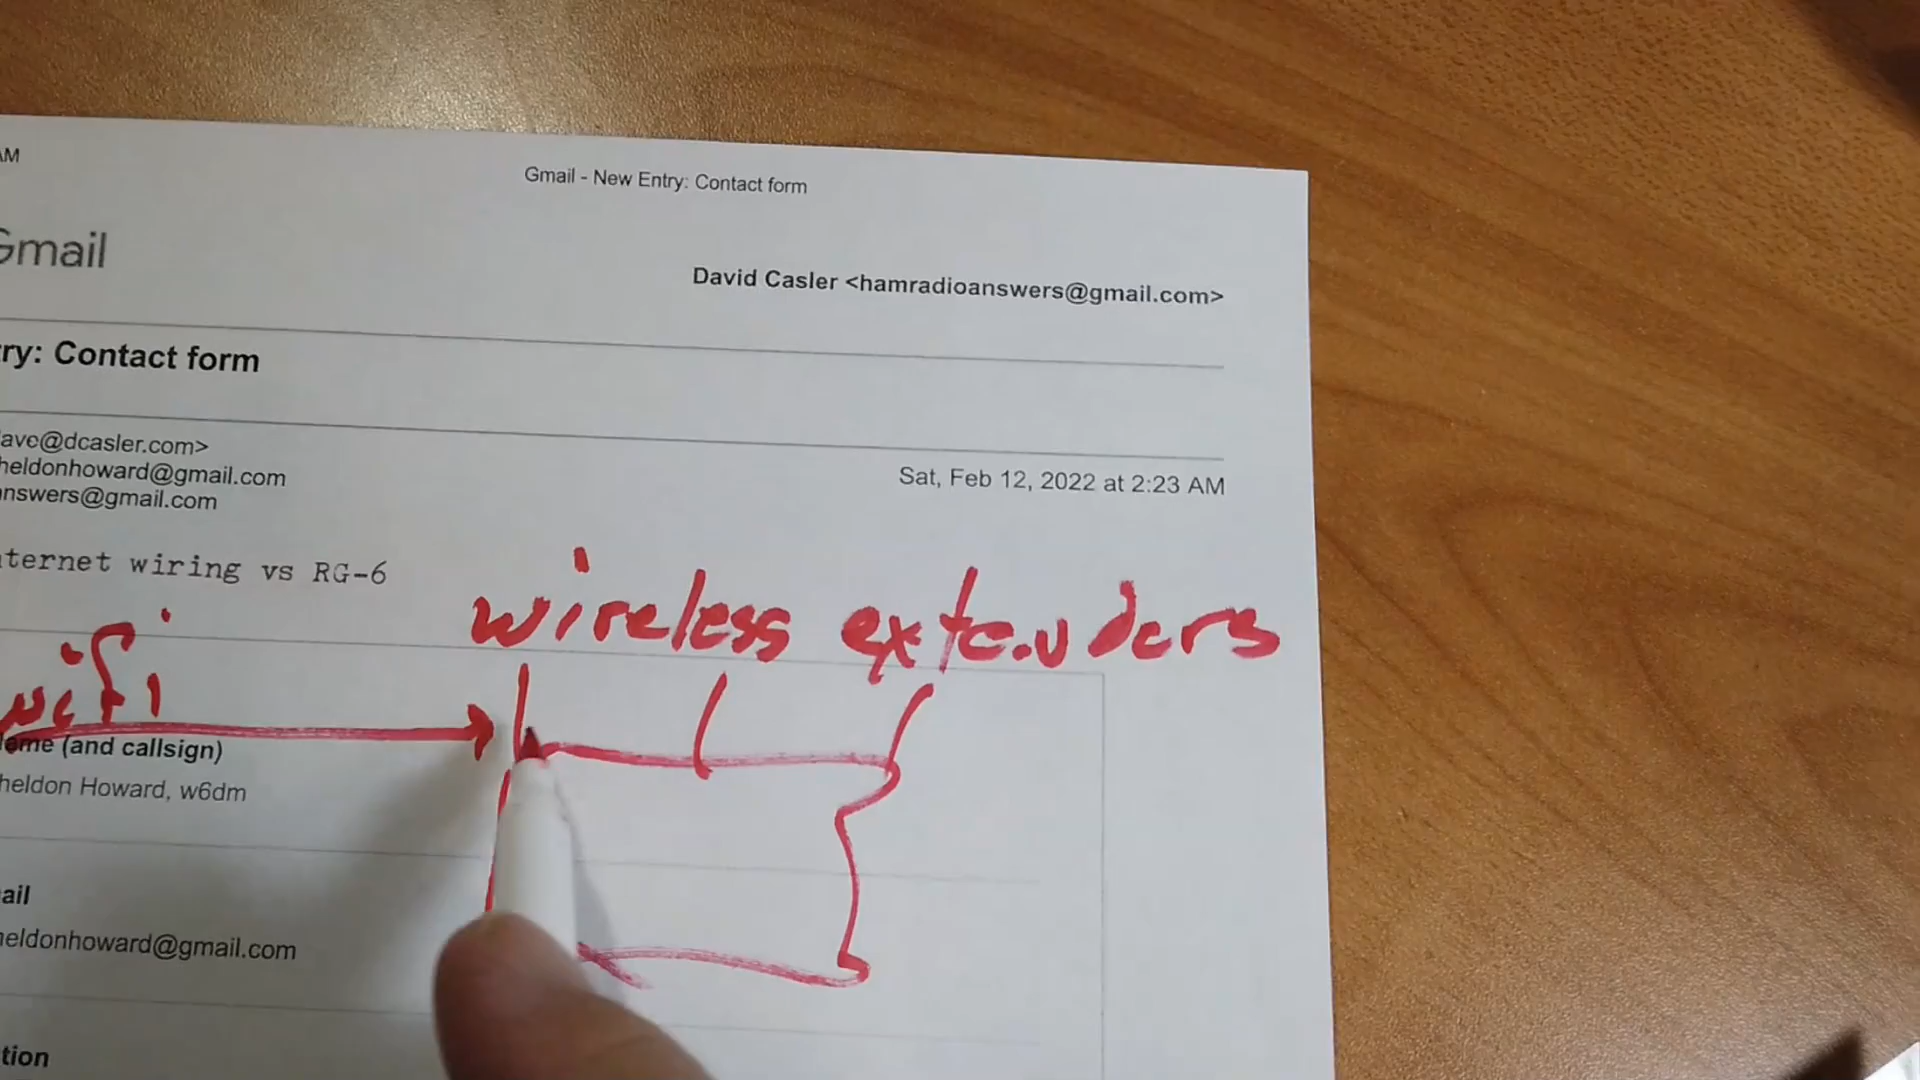 AM
Gmail - New Entry: Contact form
Gmail
David Casler <hamradioanswers@gmail.com>
ry: Contact form
ave@dcasler.com>
heldonhoward@gmail.com
nswers@gmail.com
Sat, Feb 12, 2022 at 2:23 AM
ternet wiring vs RG-6
wireless extenders
wifi
(and callsign)
heldon Howard, w6dm
ail
heldonhoward@gmail.com
tion